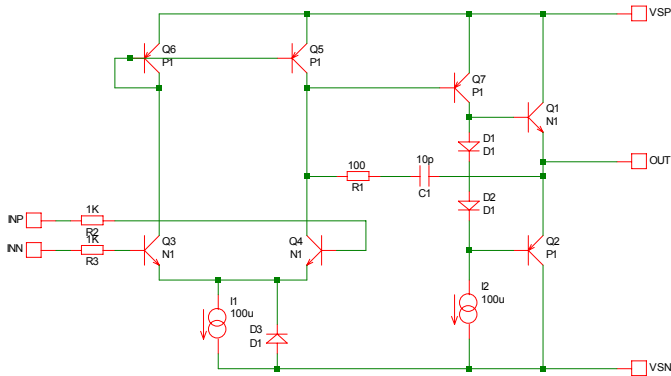 VSP
Q6
P1
Q5
P1
Q7
P1
Q1
N1
D1
D1
OUT
100
R1
10p
C1
D2
D1
INP
1K
R2
INN
1K
R3
Q3
N1
Q4
N1
Q2
P1
I1
100u
D3
D1
I2
100u
VSN